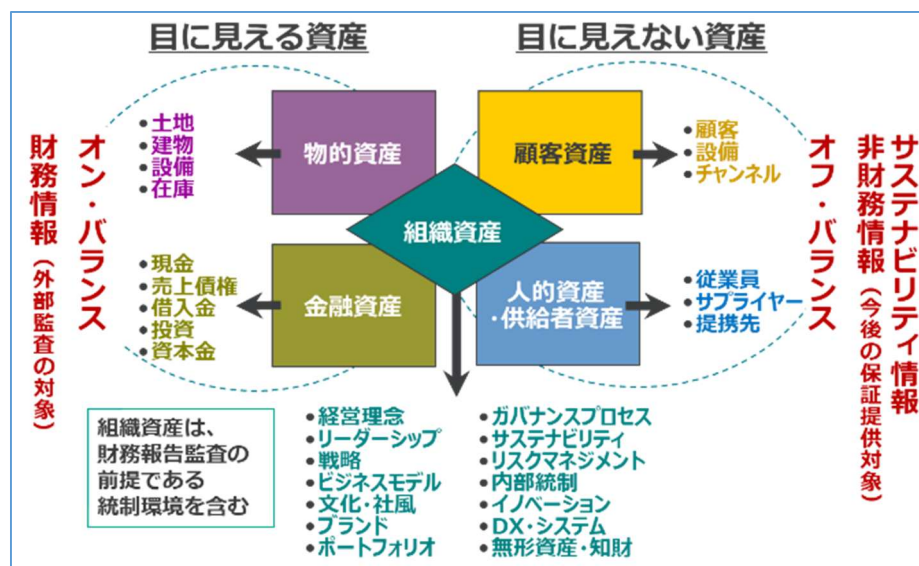 目に見える資産
目に見えない資産
財務情報（外部監査の対象）
オン・バランス
・土地
・建物
・設備
・在庫
物的資産
顧客資産
・顧客
・設備
・チャンネル
組織資産
・現金
・売上債権
・借入金
・投資
・資本金
金融資産
人的資産
・供給者資産
・従業員
・サプライヤー
・提携先
オフ・バランス
非財務情報（今後の保証提供対象）
サステナビリティ情報
組織資産は、
財務報告監査の
前提である
統制環境を含む
・経営理念
・リーダーシップ
・戦略
・ビジネスモデル
・文化・社風
・ブランド
・ポートフォリオ
・ガバナンスプロセス
・サステナビリティ
・リスクマネジメント
・内部統制
・イノベーション
・DX・システム
・無形資産・知財